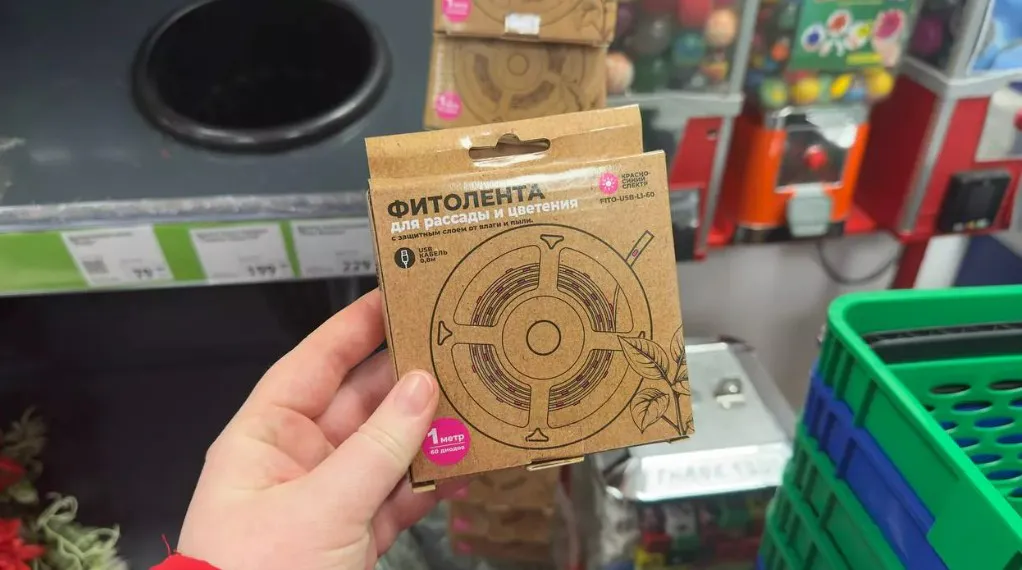 ФИТОЛЕНТА
для рассады и цветения
с защитным слоем от влаги и пыли.
КРАСНО-
СИНИЙ
СПЕКТР
FITO-USB-LI-60
USB
КАБЕЛЬ
0,8м
1 метр
60 диодов
79
199
229